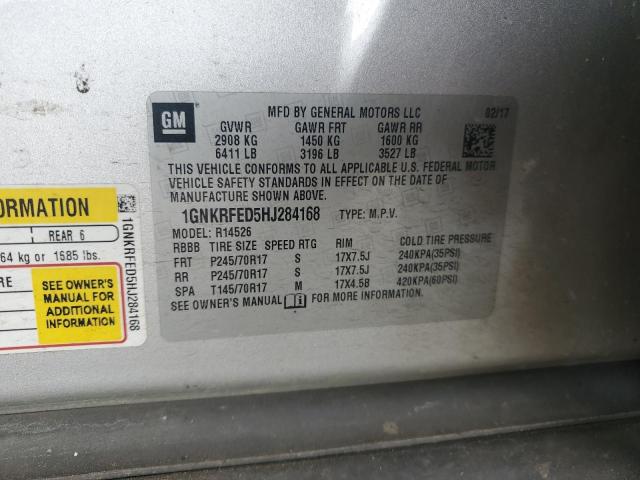 GM
MFD BY GENERAL MOTORS LLC 02/17
GVWR GAWR FRT GAWR RR
2908 KG 1450 KG 1600 KG
6411 LB 3196 LB 3527 LB
THIS VEHICLE CONFORMS TO ALL APPLICABLE U.S. FEDERAL MOTOR
VEHICLE SAFETY STANDARDS IN EFFECT ON THE DATE OF
MANUFACTURE SHOWN ABOVE.
1GNKRFED5HJ284168 TYPE: M.P.V.
MODEL: R14526
RBBB TIRE SIZE SPEED RTG RIM COLD TIRE PRESSURE
FRT P245/70R17 S 17X7.5J 240KPA(35PSI)
RR P245/70R17 S 17X7.5J 240KPA(35PSI)
SPA T145/70R17 M 17X4.5B 420KPA(60PSI)
SEE OWNER'S MANUAL i FOR MORE INFORMATION.
ORMATION
REAR 6
64 kg or 1685 lbs.
RE
SEE OWNER'S
MANUAL FOR
ADDITIONAL
INFORMATION
1GNKRFED5HJ284168